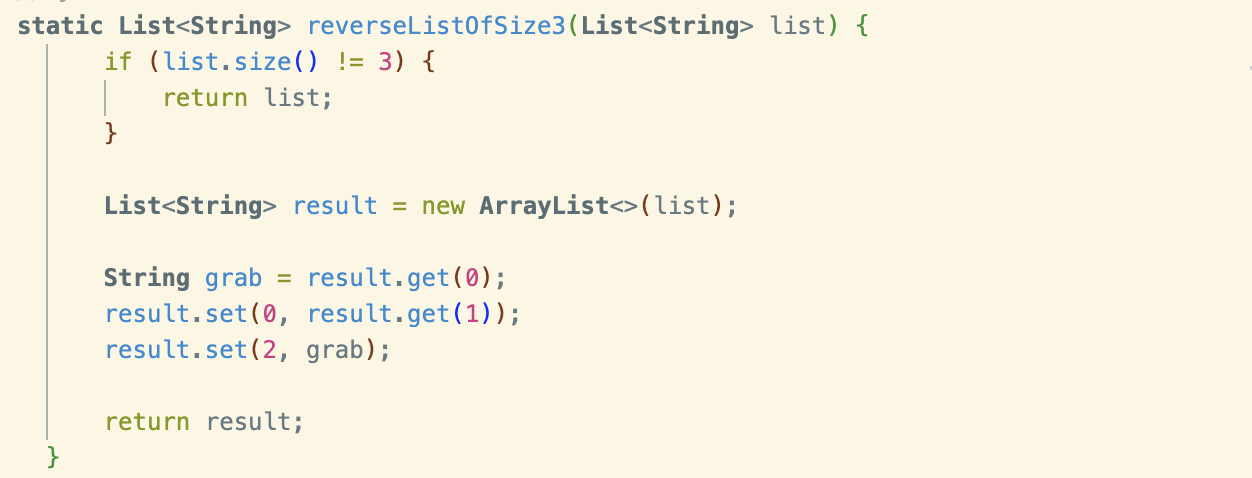 static List<String> reverseListOfSize3(List<String> list) {
if (list.size() != 3) {
return list;
}
List<String> result = new ArrayList<>(list);
String grab = result.get(0);
result.set(0, result.get(1));
result.set(2, grab);
return result;
}